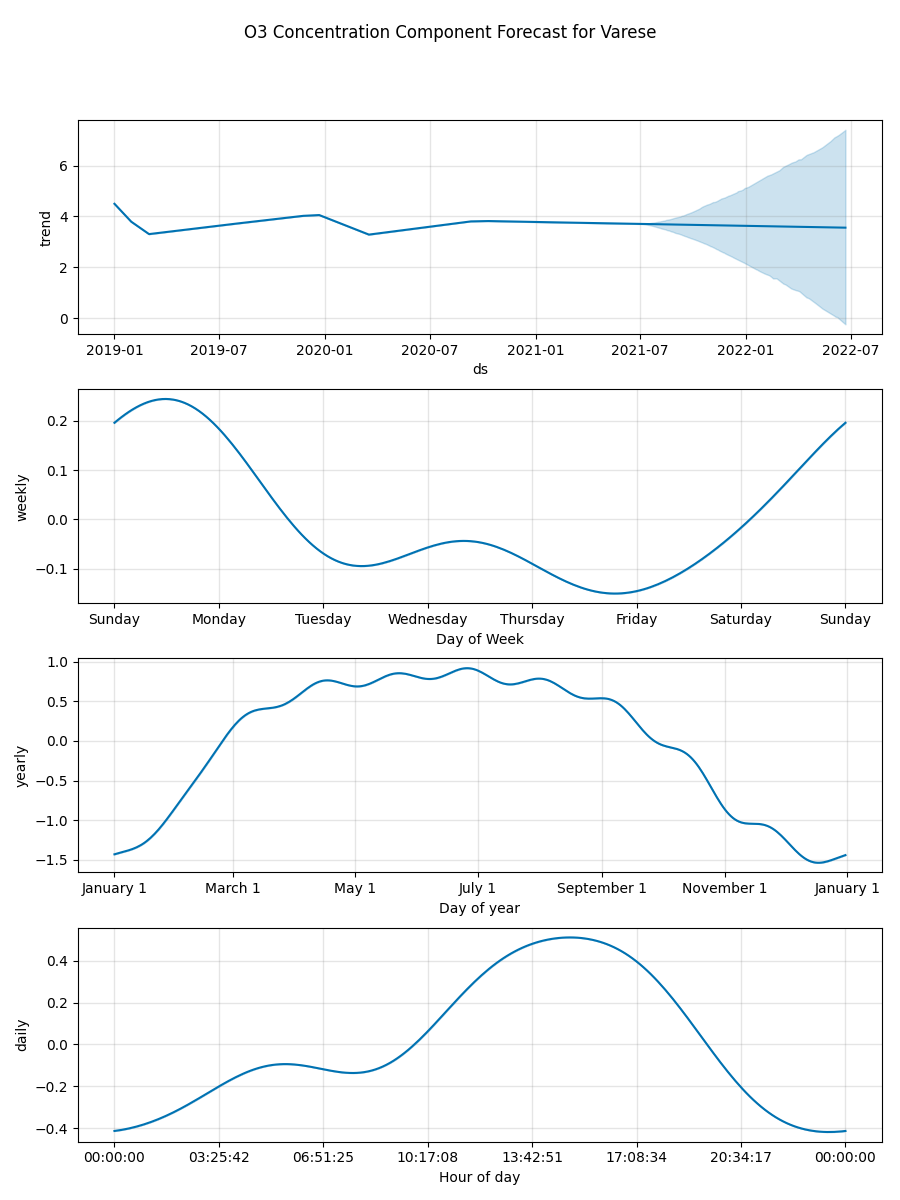 O3 Concentration Component Forecast for Varese
6
4
2
0
trend
2019-01 2019-07 2020-01 2020-07 2021-01 2021-07 2022-01 2022-07
ds
0.2
0.1
0.0
−0.1
weekly
Sunday Monday Tuesday Wednesday Thursday Friday Saturday Sunday
Day of Week
1.0
0.5
0.0
−0.5
−1.0
−1.5
yearly
January 1 March 1 May 1 July 1 September 1 November 1 January 1
Day of year
0.4
0.2
0.0
−0.2
−0.4
daily
00:00:00 03:25:42 06:51:25 10:17:08 13:42:51 17:08:34 20:34:17 00:00:00
Hour of day